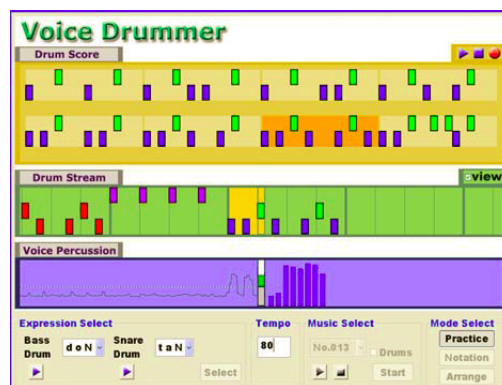 Voice Drummer
Drum Score
Drum Stream
view
Voice Percussion
Expression Select
Tempo
Music Select
Mode Select
Bass Drum
doN
Snare Drum
taN
80
No.013
Drums
Practice
Notation
Select
Start
Arrange